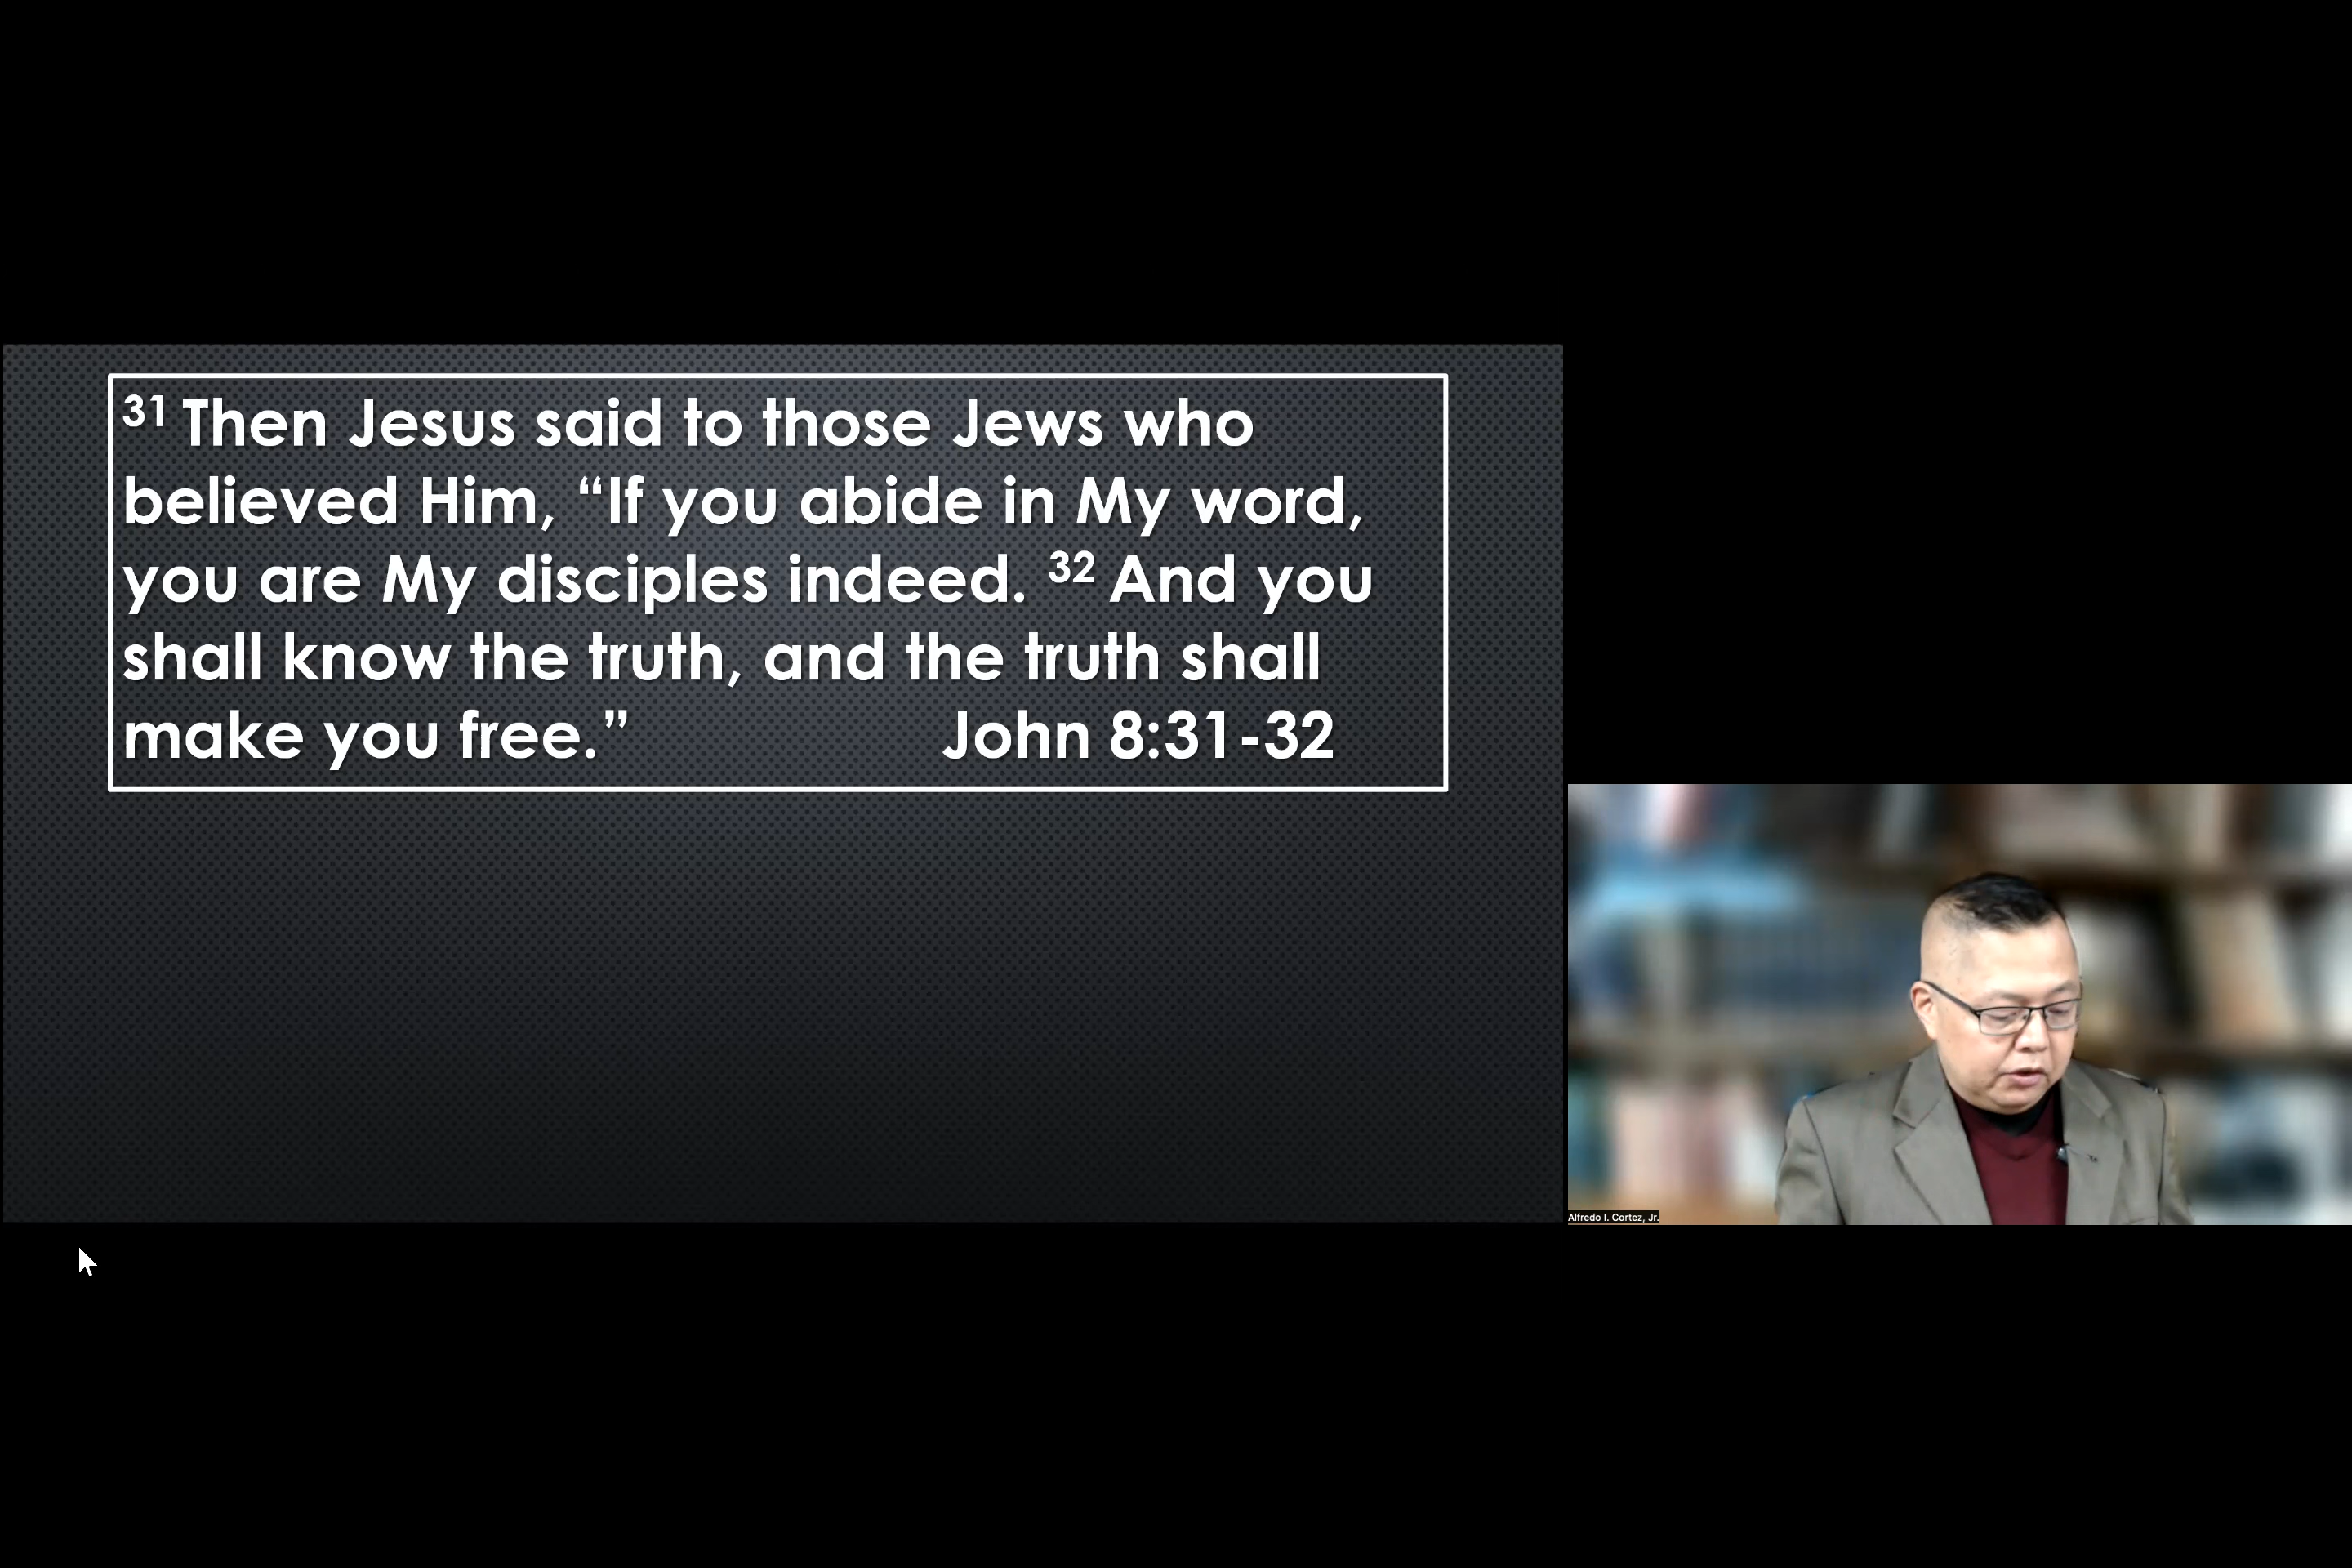 31 Then Jesus said to those Jews who
believed Him, “If you abide in My word,
you are My disciples indeed. 32 And you
shall know the truth, and the truth shall
make you free.” John 8:31-32
Alfredo I. Cortez, Jr.